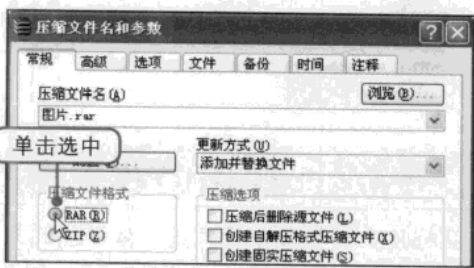 压缩文件名和参数
常规 高级 选项 文件 备份 时间 注释
压缩文件名(A)
浏览(B)...
图片.rar
单击选中
更新方式(U)
添加并替换文件
压缩文件格式
RAR(R)
ZIP(Z)
压缩选项
压缩后删除源文件(L)
创建自解压格式压缩文件(X)
创建固实压缩文件(S)